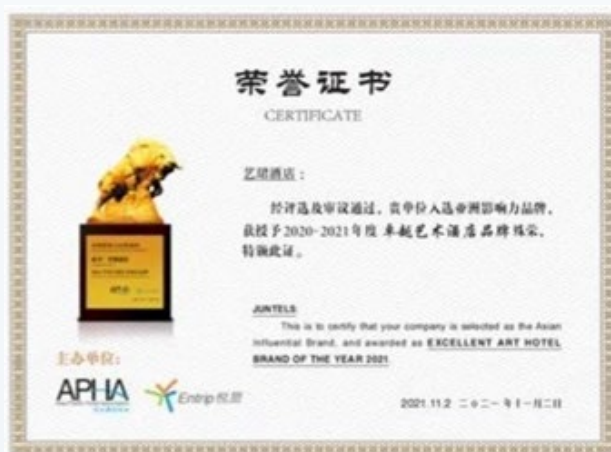 荣誉证书
CERTIFICATE
艺珺酒店：
经评选及审议通过，贵单位入选亚洲影响力品牌，
获授予2020-2021年度 卓越艺术酒店品牌 殊荣，
特颁此证。
JUNTELS:
This is to certify that your company is selected as the Asian
Influential Brand, and awarded as EXCELLENT ART HOTEL
BRAND OF THE YEAR 2021.
主办单位：
APHA
Entrip
2021.11.2 二〇二一年十一月二日